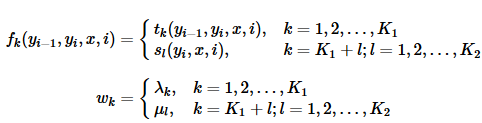 f_k(y_{i-1}, y_i, x, i) = { t_k(y_{i-1}, y_i, x, i), k = 1, 2, …, K_1
s_l(y_i, x, i), k = K_1 + l; l = 1, 2, …, K_2
w_k = { λ_k, k = 1, 2, …, K_1
μ_l, k = K_1 + l; l = 1, 2, …, K_2